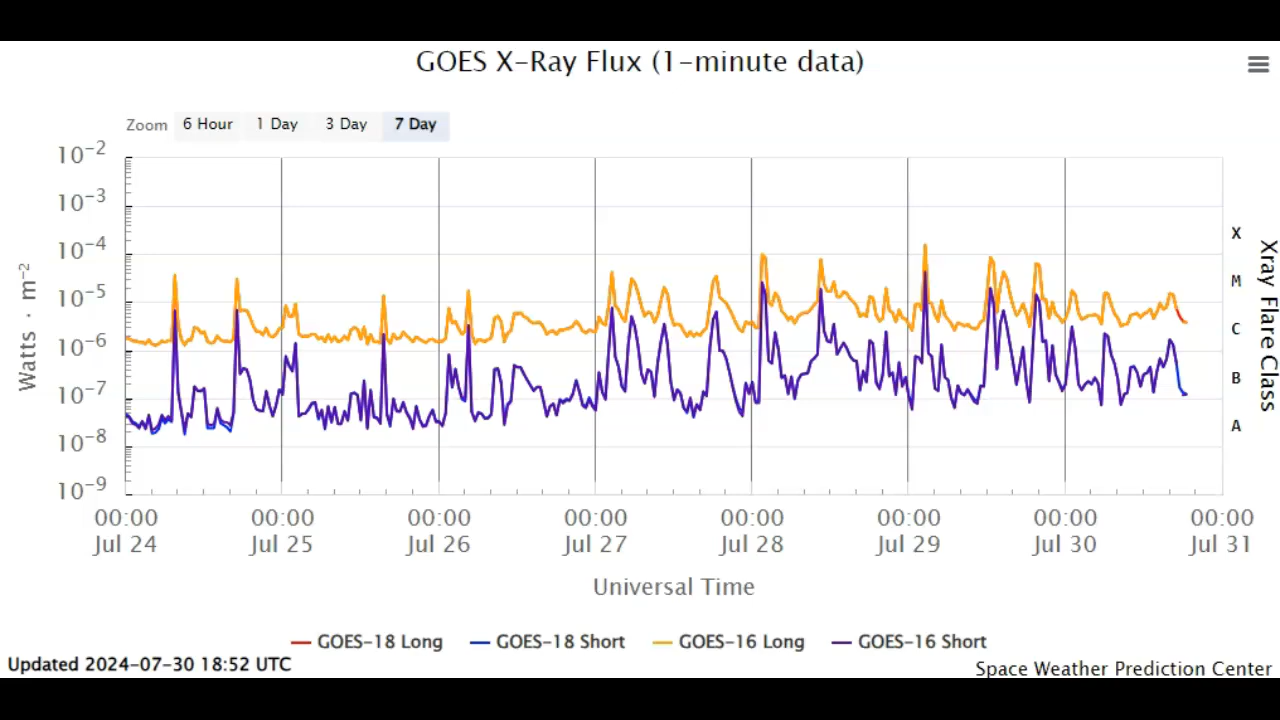 GOES X-Ray Flux (1-minute data)
Zoom 6 Hour 1 Day 3 Day 7 Day
10⁻²
10⁻³
10⁻⁴
10⁻⁵
10⁻⁶
10⁻⁷
10⁻⁸
10⁻⁹
Watts · m⁻²
X
M
C
B
A
Xray Flare Class
00:00 00:00 00:00 00:00 00:00 00:00 00:00 00:00
Jul 24 Jul 25 Jul 26 Jul 27 Jul 28 Jul 29 Jul 30 Jul 31
Universal Time
GOES-18 Long GOES-18 Short GOES-16 Long GOES-16 Short
Updated 2024-07-30 18:52 UTC
Space Weather Prediction Center